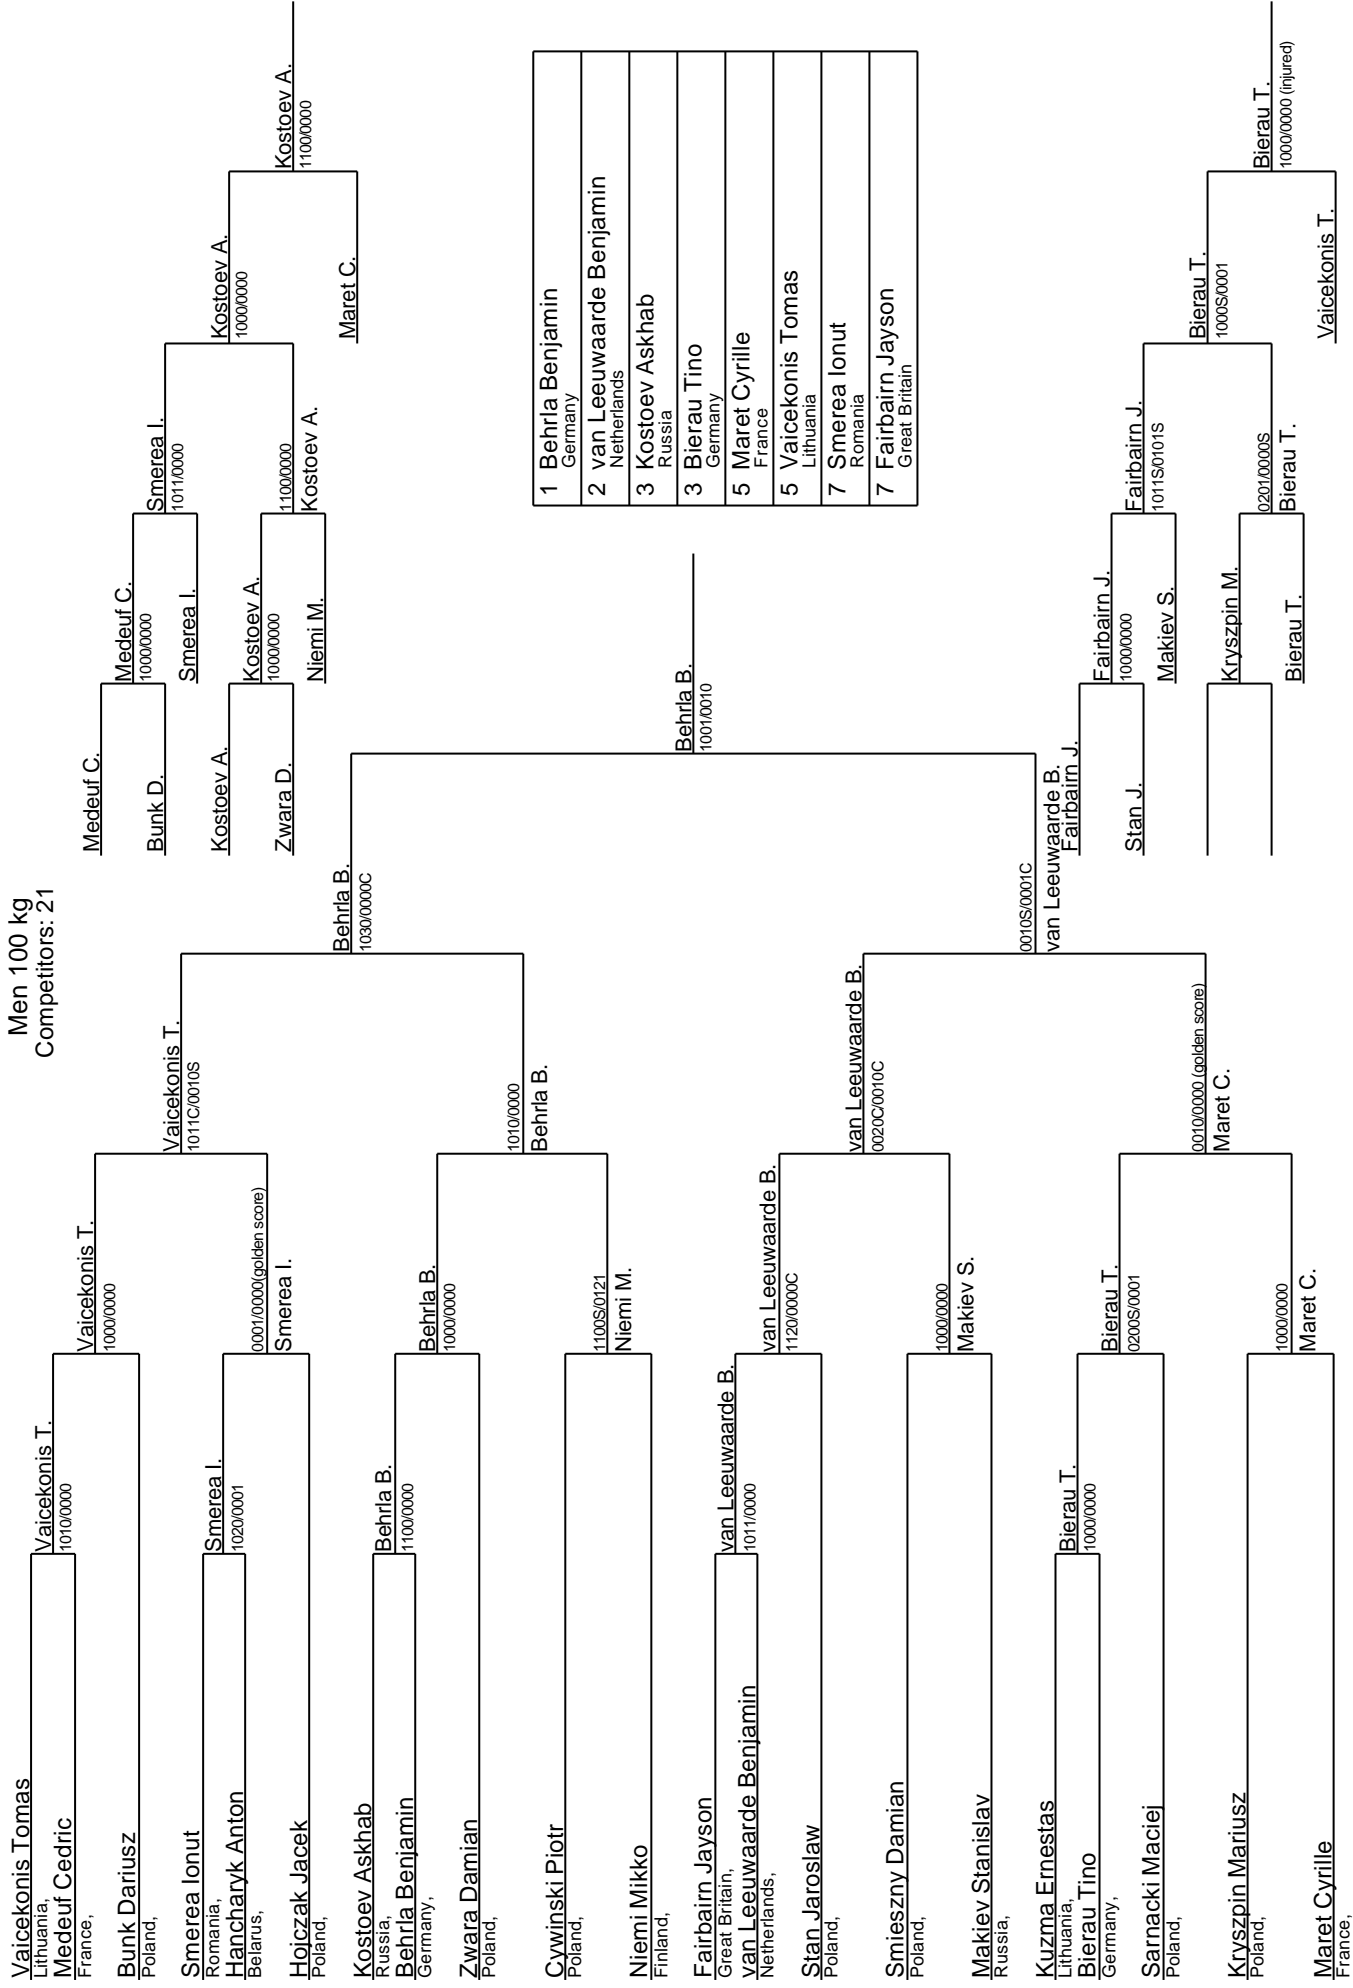 Men 100 kg
Competitors: 21
Vaicekonis Tomas
Lithuania,
Medeuf Cedric
France,
Bunk Dariusz
Poland,
Smerea Ionut
Romania,
Hancharyk Anton
Belarus,
Hojczak Jacek
Poland,
Kostoev Askhab
Russia,
Behrla Benjamin
Germany,
Zwara Damian
Poland,
Cywinski Piotr
Poland,
Niemi Mikko
Finland,
Fairbairn Jayson
Great Britain,
van Leeuwaarde Benjamin
Netherlands,
Stan Jaroslaw
Poland,
Smieszny Damian
Poland,
Makiev Stanislav
Russia,
Kuzma Ernestas
Lithuania,
Bierau Tino
Germany,
Sarnacki Maciej
Poland,
Kryszpin Mariusz
Poland,
Maret Cyrille
France,
Vaicekonis T.
1010/0000
Smerea I.
1020/0001
Behrla B.
1100/0000
van Leeuwaarde B.
1011/0000
Bierau T.
1000/0000
Vaicekonis T.
1000/0000
0001/0000(golden score)
Smerea I.
Behrla B.
1000/0000
1100S/0121
Niemi M.
van Leeuwaarde B.
1120/0000C
1000/0000
Makiev S.
Bierau T.
0200S/0001
1000/0000
Maret C.
Vaicekonis T.
1011C/0010S
1010/0000
Behrla B.
van Leeuwaarde B.
0020C/0010C
0010/0000 (golden score)
Maret C.
Behrla B.
1030/0000C
0010S/0001C
van Leeuwaarde B.
Behrla B.
1001/0010
Medeuf C.
Bunk D.
Kostoev A.
Zwara D.
Medeuf C.
1000/0000
Smerea I.
Kostoev A.
1000/0000
Niemi M.
Smerea I.
1011/0000
1100/0000
Kostoev A.
Kostoev A.
1000/0000
Maret C.
Kostoev A.
1100/0000
1 Behrla Benjamin
Germany
2 van Leeuwaarde Benjamin
Netherlands
3 Kostoev Askhab
Russia
3 Bierau Tino
Germany
5 Maret Cyrille
France
5 Vaicekonis Tomas
Lithuania
7 Smerea Ionut
Romania
7 Fairbairn Jayson
Great Britain
Fairbairn J.
Stan J.
Fairbairn J.
1000/0000
Makiev S.
Kryszpin M.
Bierau T.
Fairbairn J.
1011S/0101S
0201/0000S
Bierau T.
Bierau T.
1000S/0001
Vaicekonis T.
Bierau T.
1000/0000 (injured)